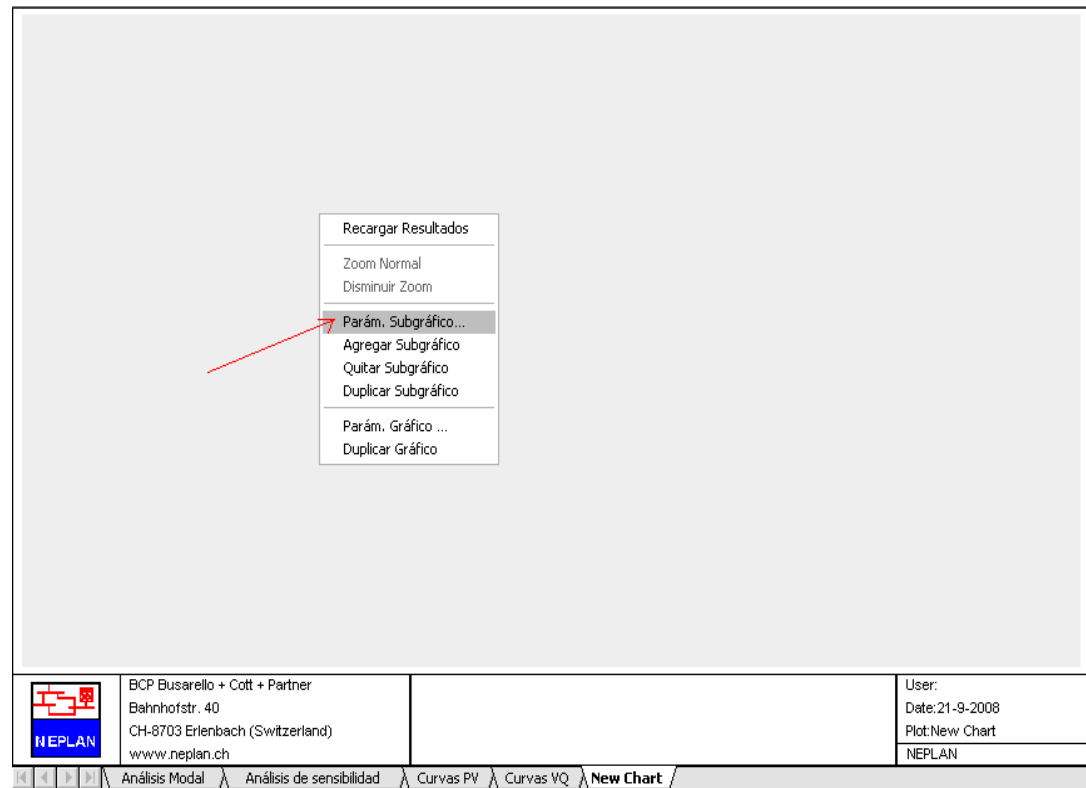 Recargar Resultados
Zoom Normal
Disminuir Zoom
Parám. Subgráfico...
Agregar Subgráfico
Quitar Subgráfico
Duplicar Subgráfico
Parám. Gráfico ...
Duplicar Gráfico
NEPLAN
BCP Busarello + Cott + Partner
Bahnhofstr. 40
CH-8703 Erlenbach (Switzerland)
www.neplan.ch
User:
Date:21-9-2008
Plot:New Chart
NEPLAN
Análisis Modal
Análisis de sensibilidad
Curvas PV
Curvas VQ
New Chart